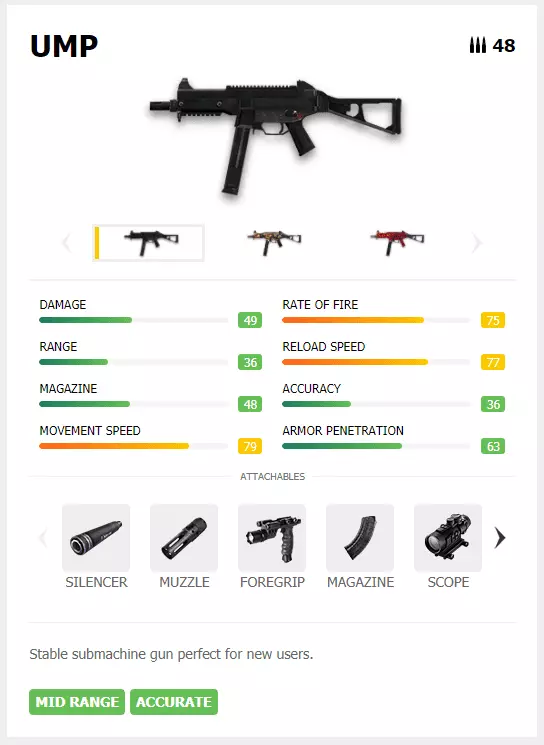 UMP 48
DAMAGE 49 RATE OF FIRE 75
RANGE 36 RELOAD SPEED 77
MAGAZINE 48 ACCURACY 36
MOVEMENT SPEED 79 ARMOR PENETRATION 63
ATTACHABLES
SILENCER MUZZLE FOREGRIP MAGAZINE SCOPE
Stable submachine gun perfect for new users.
MID RANGE ACCURATE